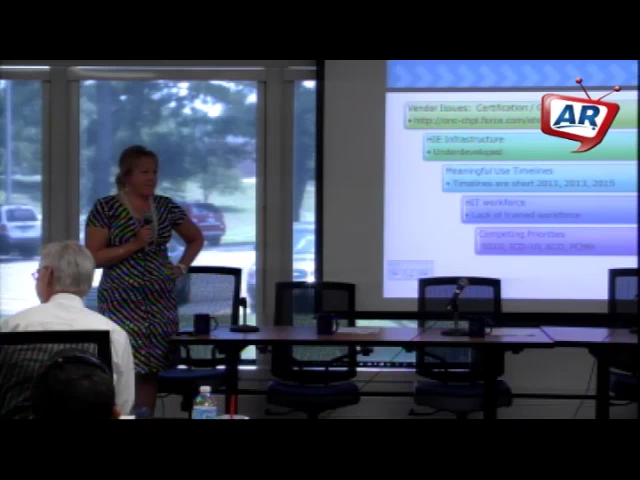 AR
Vendor Issues: Certification /
HIE Infrastructure
• Underdeveloped
Meaningful Use Timelines
• Timelines are short 2011, 2013, 2015
HIT workforce
• Lack of trained workforce
Competing Priorities